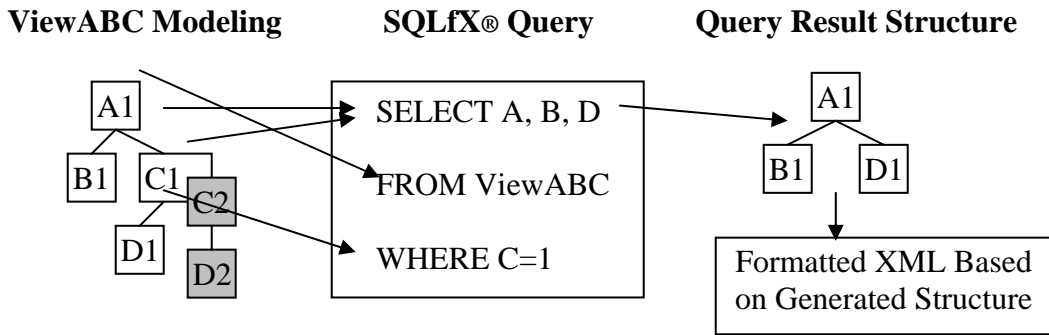 ViewABC Modeling SQLfX® Query Query Result Structure
A1
B1 C1
C2
D1
D2
SELECT A, B, D
FROM ViewABC
WHERE C=1
A1
B1 D1
Formatted XML Based
on Generated Structure